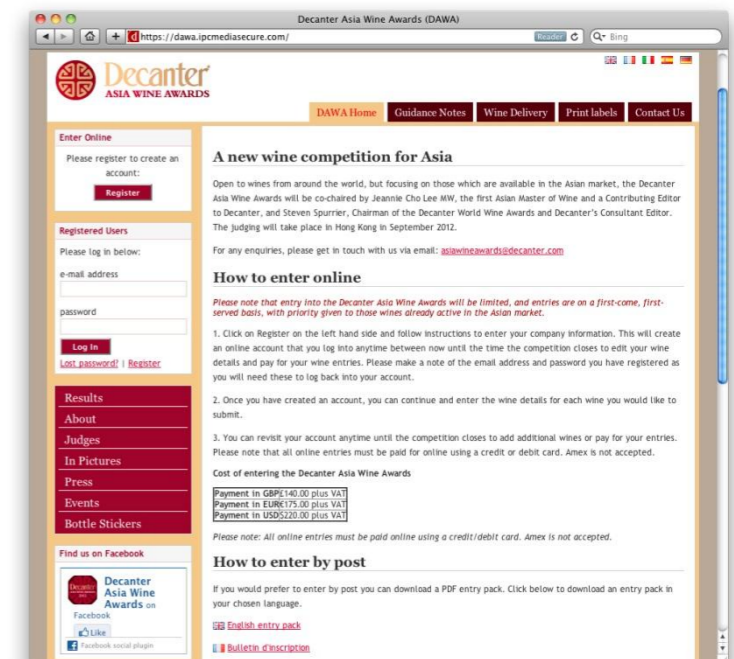 Decanter Asia Wine Awards (DAWA)
https://dawa.ipcmediasecure.com/
Reader
Bing
Decanter
ASIA WINE AWARDS
DAWA Home
Guidance Notes
Wine Delivery
Print labels
Contact Us
Enter Online
Please register to create an
account:
Register
Registered Users
Please log in below:
e-mail address
password
Log In
Lost password? | Register
Results
About
Judges
In Pictures
Press
Events
Bottle Stickers
Find us on Facebook
Decanter
Decanter
Asia Wine
Awards on
Facebook
Like
Facebook social plugin
A new wine competition for Asia
Open to wines from around the world, but focusing on those which are available in the Asian market, the Decanter
Asia Wine Awards will be co-chaired by Jeannie Cho Lee MW, the first Asian Master of Wine and a Contributing Editor
to Decanter, and Steven Spurrier, Chairman of the Decanter World Wine Awards and Decanter's Consultant Editor.
The judging will take place in Hong Kong in September 2012.
For any enquiries, please get in touch with us via email: asiawineawards@decanter.com
How to enter online
Please note that entry into the Decanter Asia Wine Awards will be limited, and entries are on a first-come, first-
served basis, with priority given to those wines already active in the Asian market.
1. Click on Register on the left hand side and follow instructions to enter your company information. This will create
an online account that you log into anytime between now until the time the competition closes to edit your wine
details and pay for your wine entries. Please make a note of the email address and password you have registered as
you will need these to log back into your account.
2. Once you have created an account, you can continue and enter the wine details for each wine you would like to
submit.
3. You can revisit your account anytime until the competition closes to add additional wines or pay for your entries.
Please note that all online entries must be paid for online using a credit or debit card. Amex is not accepted.
Cost of entering the Decanter Asia Wine Awards
Payment in GBP £140.00 plus VAT
Payment in EUR €175.00 plus VAT
Payment in USD $220.00 plus VAT
Please note: All online entries must be paid online using a credit/debit card. Amex is not accepted.
How to enter by post
If you would prefer to enter by post you can download a PDF entry pack. Click below to download an entry pack in
your chosen language.
English entry pack
Bulletin d'inscription